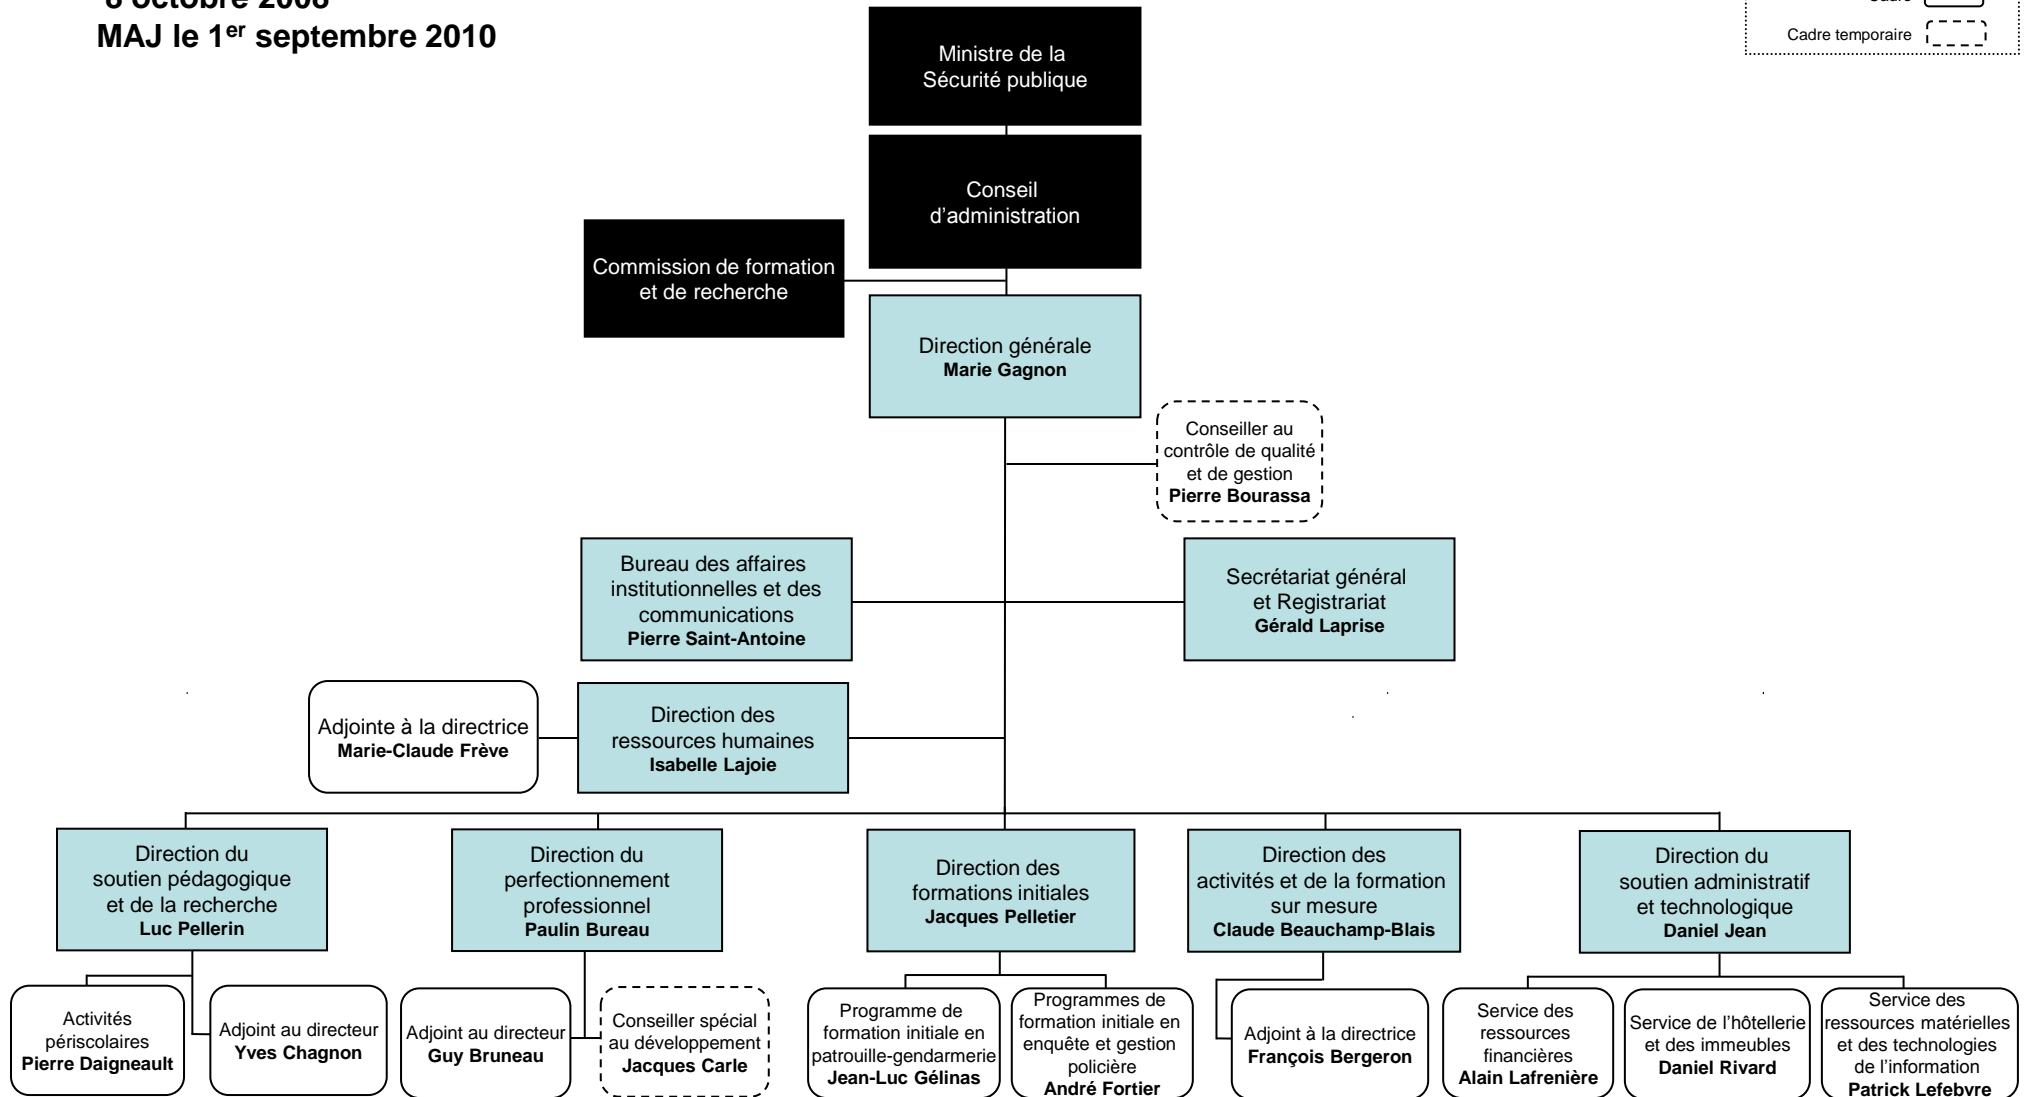 8 octobre 2008
MAJ le 1er septembre 2010
Cadre
Cadre temporaire
Ministre de la
Sécurité publique
Conseil
d’administration
Commission de formation
et de recherche
Direction générale
Marie Gagnon
Conseiller au
contrôle de qualité
et de gestion
Pierre Bourassa
Bureau des affaires
institutionnelles et des
communications
Pierre Saint-Antoine
Secrétariat général
et Registrariat
Gérald Laprise
Adjointe à la directrice
Marie-Claude Frève
Direction des
ressources humaines
Isabelle Lajoie
Direction du
soutien pédagogique
et de la recherche
Luc Pellerin
Direction du
perfectionnement
professionnel
Paulin Bureau
Direction des
formations initiales
Jacques Pelletier
Direction des
activités et de la formation
sur mesure
Claude Beauchamp-Blais
Direction du
soutien administratif
et technologique
Daniel Jean
Activités
périscolaires
Pierre Daigneault
Adjoint au directeur
Yves Chagnon
Adjoint au directeur
Guy Bruneau
Conseiller spécial
au développement
Jacques Carle
Programme de
formation initiale en
patrouille-gendarmerie
Jean-Luc Gélinas
Programmes de
formation initiale en
enquête et gestion
policière
André Fortier
Adjoint à la directrice
François Bergeron
Service des
ressources
financières
Alain Lafrenière
Service de l’hôtellerie
et des immeubles
Daniel Rivard
Service des
ressources matérielles
et des technologies
de l’information
Patrick Lefebvre